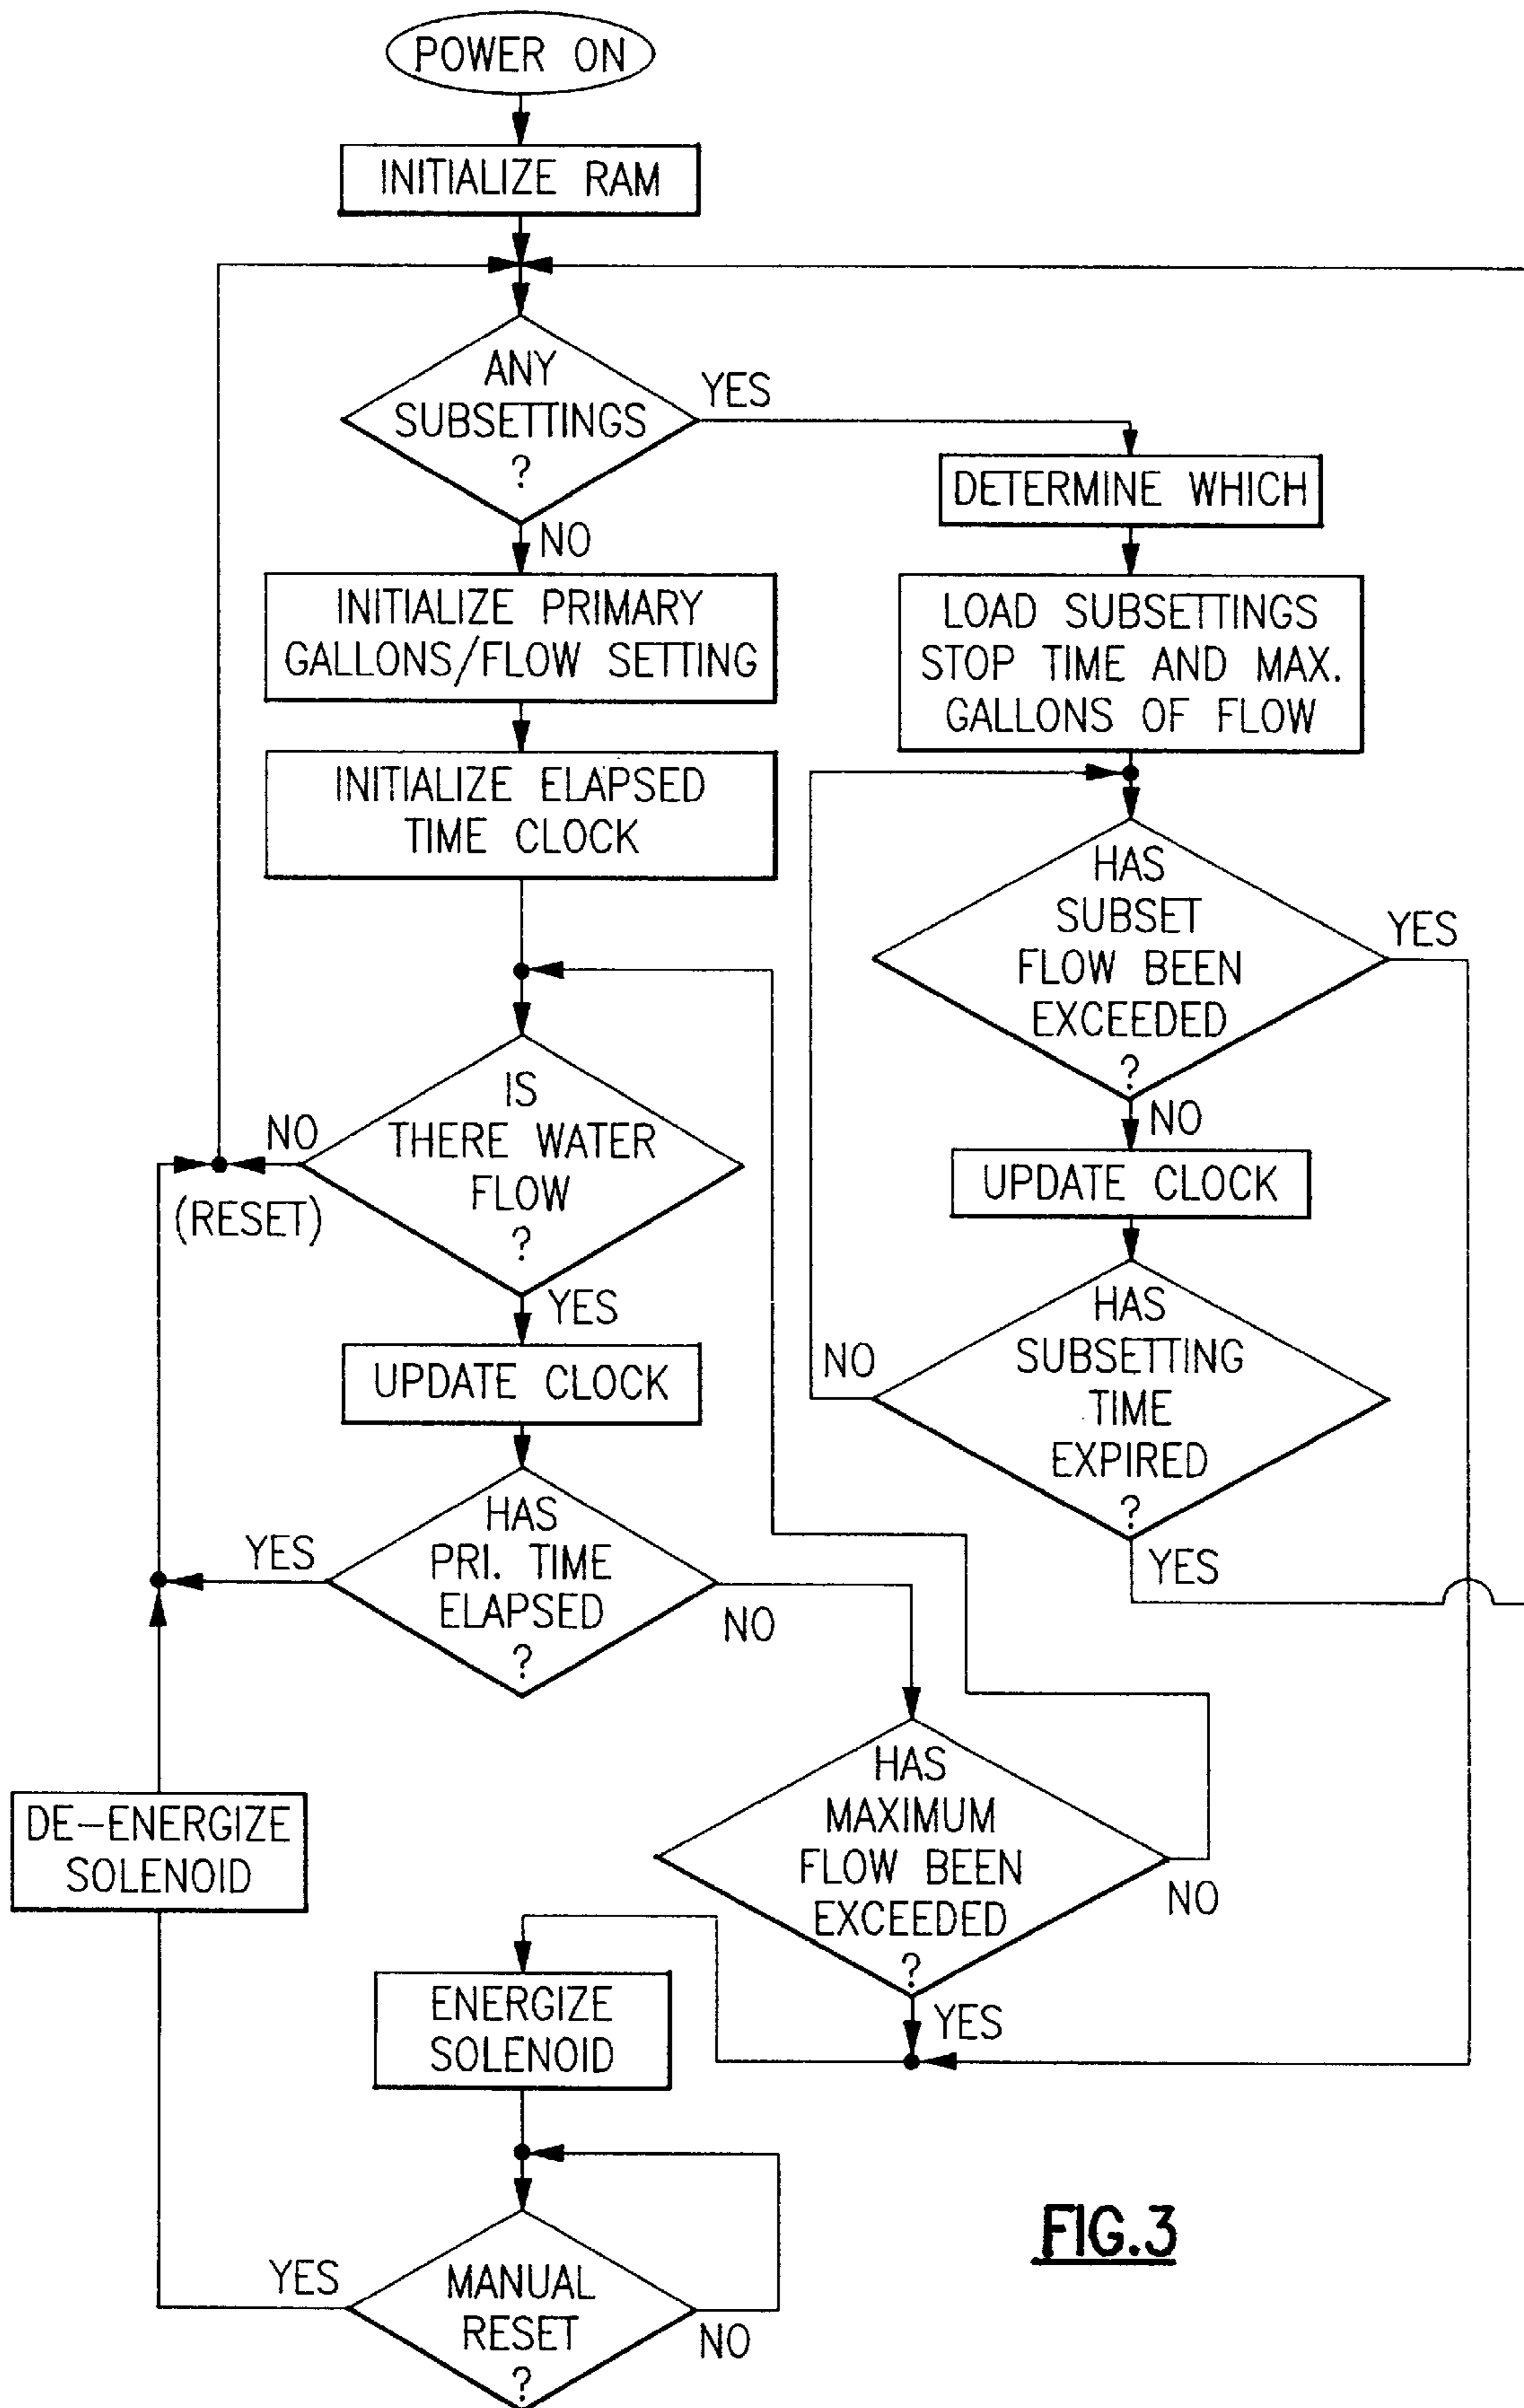 POWER ON
INITIALIZE RAM
ANY
SUBSETTINGS
?
YES
NO
DETERMINE WHICH
INITIALIZE PRIMARY
GALLONS/FLOW SETTING
LOAD SUBSETTINGS
STOP TIME AND MAX.
GALLONS OF FLOW
INITIALIZE ELAPSED
TIME CLOCK
HAS
SUBSET
FLOW BEEN
EXCEEDED
?
YES
NO
IS
THERE WATER
FLOW
?
NO
(RESET)
YES
UPDATE CLOCK
UPDATE CLOCK
HAS
SUBSETTING
TIME
EXPIRED
?
NO
YES
HAS
PRI. TIME
ELAPSED
?
YES
NO
HAS
MAXIMUM
FLOW BEEN
EXCEEDED
?
NO
YES
DE-ENERGIZE
SOLENOID
ENERGIZE
SOLENOID
MANUAL
RESET
?
YES
NO
FIG.3